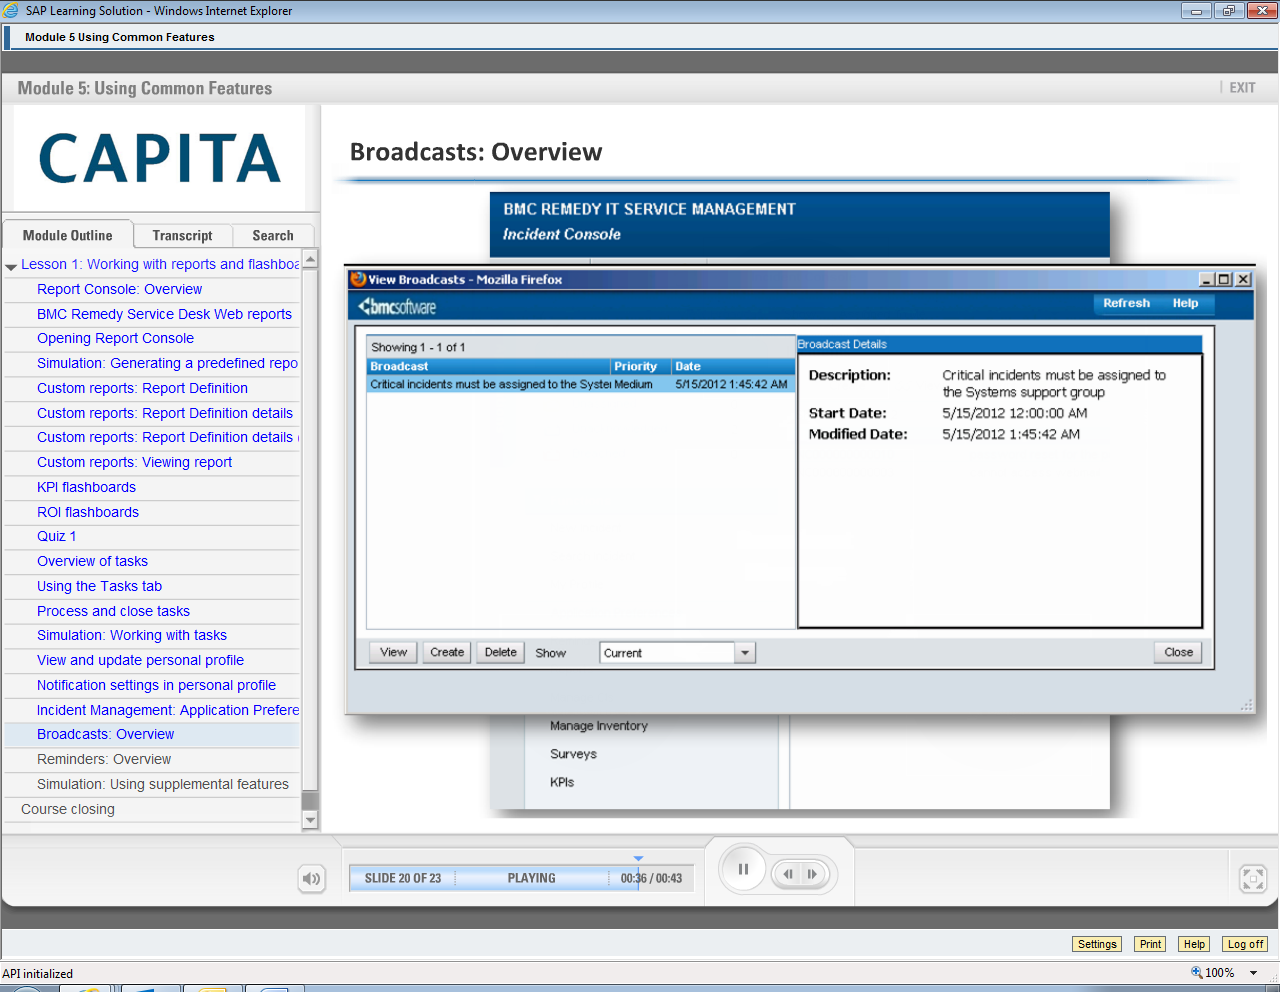 SAP Learning Solution - Windows Internet Explorer
Module 5 Using Common Features
Module 5: Using Common Features
EXIT
CAPITA
Module Outline
Transcript
Search
Lesson 1: Working with reports and flashboa
Report Console: Overview
BMC Remedy Service Desk Web reports
Opening Report Console
Simulation: Generating a predefined repo
Custom reports: Report Definition
Custom reports: Report Definition details
Custom reports: Report Definition details (
Custom reports: Viewing report
KPI flashboards
ROI flashboards
Quiz 1
Overview of tasks
Using the Tasks tab
Process and close tasks
Simulation: Working with tasks
View and update personal profile
Notification settings in personal profile
Incident Management: Application Prefere
Broadcasts: Overview
Reminders: Overview
Simulation: Using supplemental features
Course closing
Broadcasts: Overview
BMC REMEDY IT SERVICE MANAGEMENT
Incident Console
View Broadcasts - Mozilla Firefox
bmcsoftware
Refresh Help
Showing 1 - 1 of 1
Broadcast Priority Date
Critical incidents must be assigned to the Syster Medium 5/15/2012 1:45:42 AM
Broadcast Details
Description: Critical incidents must be assigned to
the Systems support group
Start Date: 5/15/2012 12:00:00 AM
Modified Date: 5/15/2012 1:45:42 AM
View Create Delete Show Current Close
Manage Inventory
Surveys
KPIs
SLIDE 20 OF 23 PLAYING 00:36 / 00:43
Settings Print Help Log off
API initialized
100%